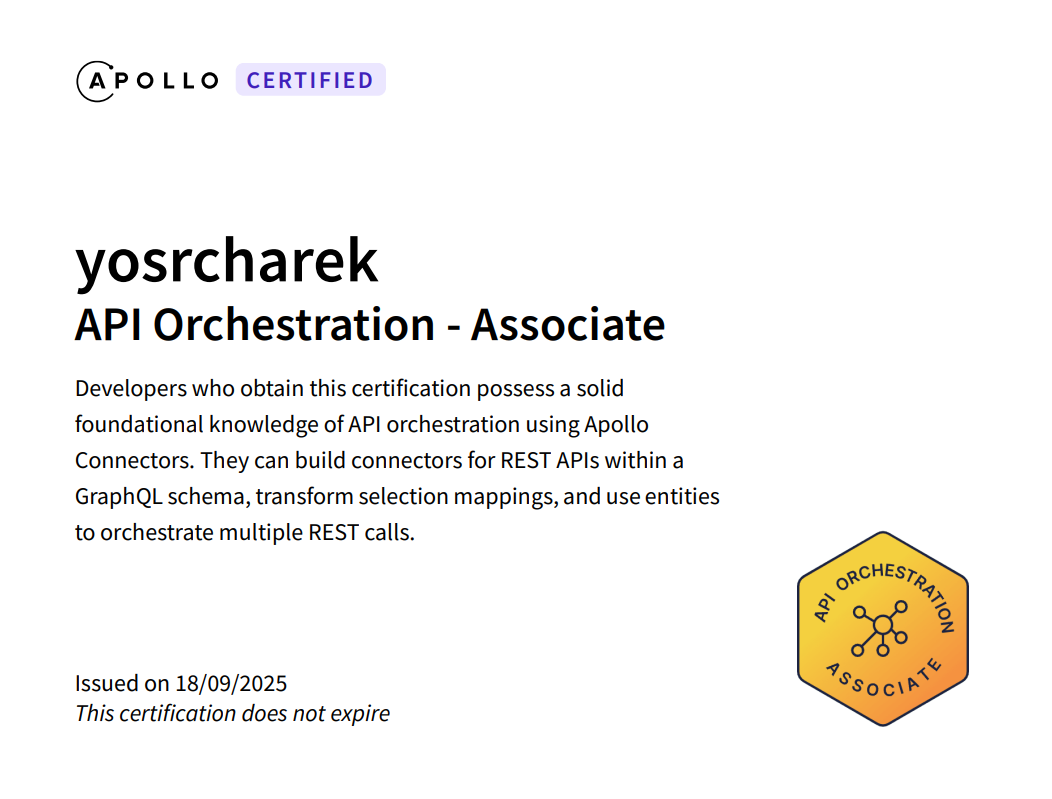 APOLLO CERTIFIED
yosrcharek
API Orchestration - Associate
Developers who obtain this certification possess a solid
foundational knowledge of API orchestration using Apollo
Connectors. They can build connectors for REST APIs within a
GraphQL schema, transform selection mappings, and use entities
to orchestrate multiple REST calls.
API ORCHESTRATION
ASSOCIATE
Issued on 18/09/2025
This certification does not expire